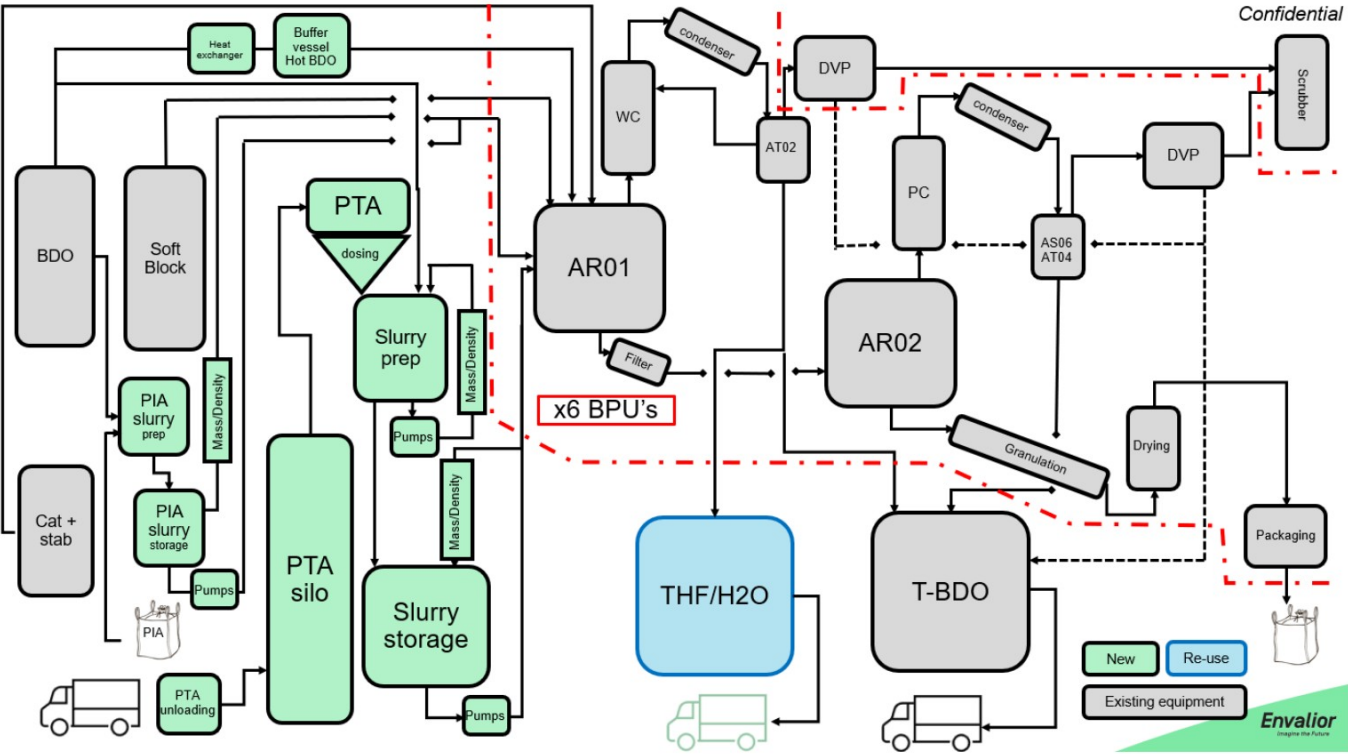 Confidential
Heat
exchanger
Buffer
vessel
Hot BDO
condenser
DVP
Scrubber
WC
AT02
condenser
DVP
PC
BDO
Soft
Block
PTA
dosing
AR01
AS06
AT04
Slurry
prep
Mass/Density
Filter
AR02
PIA
slurry
prep
Mass/Density
Pumps
x6 BPU's
Granulation
Drying
Cat +
stab
PIA
slurry
storage
Mass/Density
Packaging
Pumps
PTA
silo
Slurry
storage
THF/H2O
T-BDO
PIA
PTA
unloading
Pumps
New
Re-use
Existing equipment
Envalior
Imagine the Future